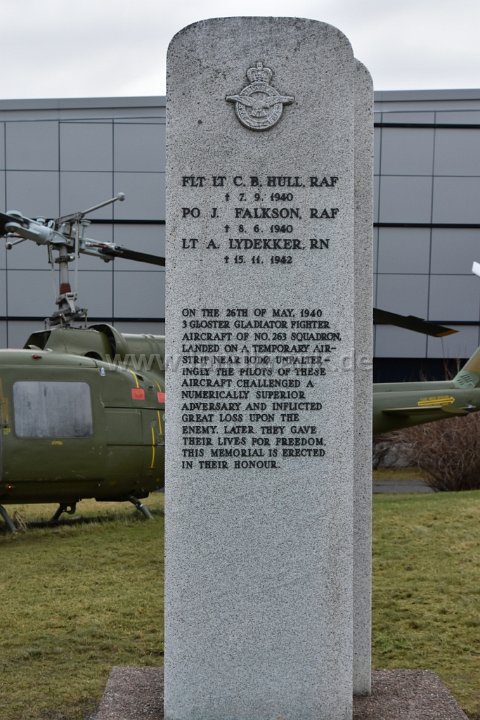 FLT LT C. B. HULL, RAF
† 7. 9. 1940
PO J. FALKSON, RAF
† 8. 6. 1940
LT A. LYDEKKER, RN
† 15. 11. 1942
ON THE 26TH OF MAY, 1940
3 GLOSTER GLADIATOR FIGHTER
AIRCRAFT OF NO. 263 SQUADRON,
LANDED ON A TEMPORARY AIR-
STRIP NEAR BODØ. UNFALTER-
INGLY THE PILOTS OF THESE
AIRCRAFT CHALLENGED A
NUMERICALLY SUPERIOR
ADVERSARY AND INFLICTED
GREAT LOSS UPON THE
ENEMY. LATER THEY GAVE
THEIR LIVES FOR FREEDOM.
THIS MEMORIAL IS ERECTED
IN THEIR HONOUR.